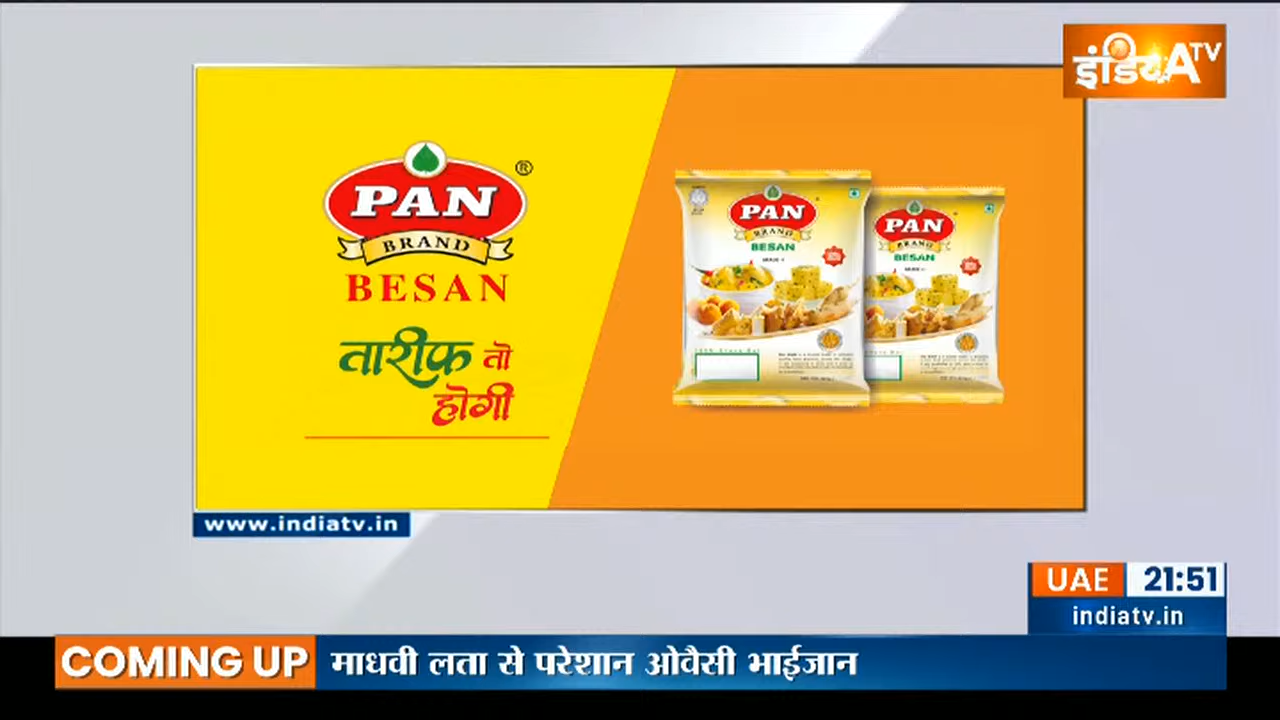 इंडिया TV
PAN
®
BRAND
BESAN
तारीफ़ तो
होगी
PAN
BRAND
BESAN
PAN
BRAND
BESAN
www.indiatv.in
UAE 21:51
indiatv.in
COMING UP माधवी लता से परेशान ओवैसी भाईजान